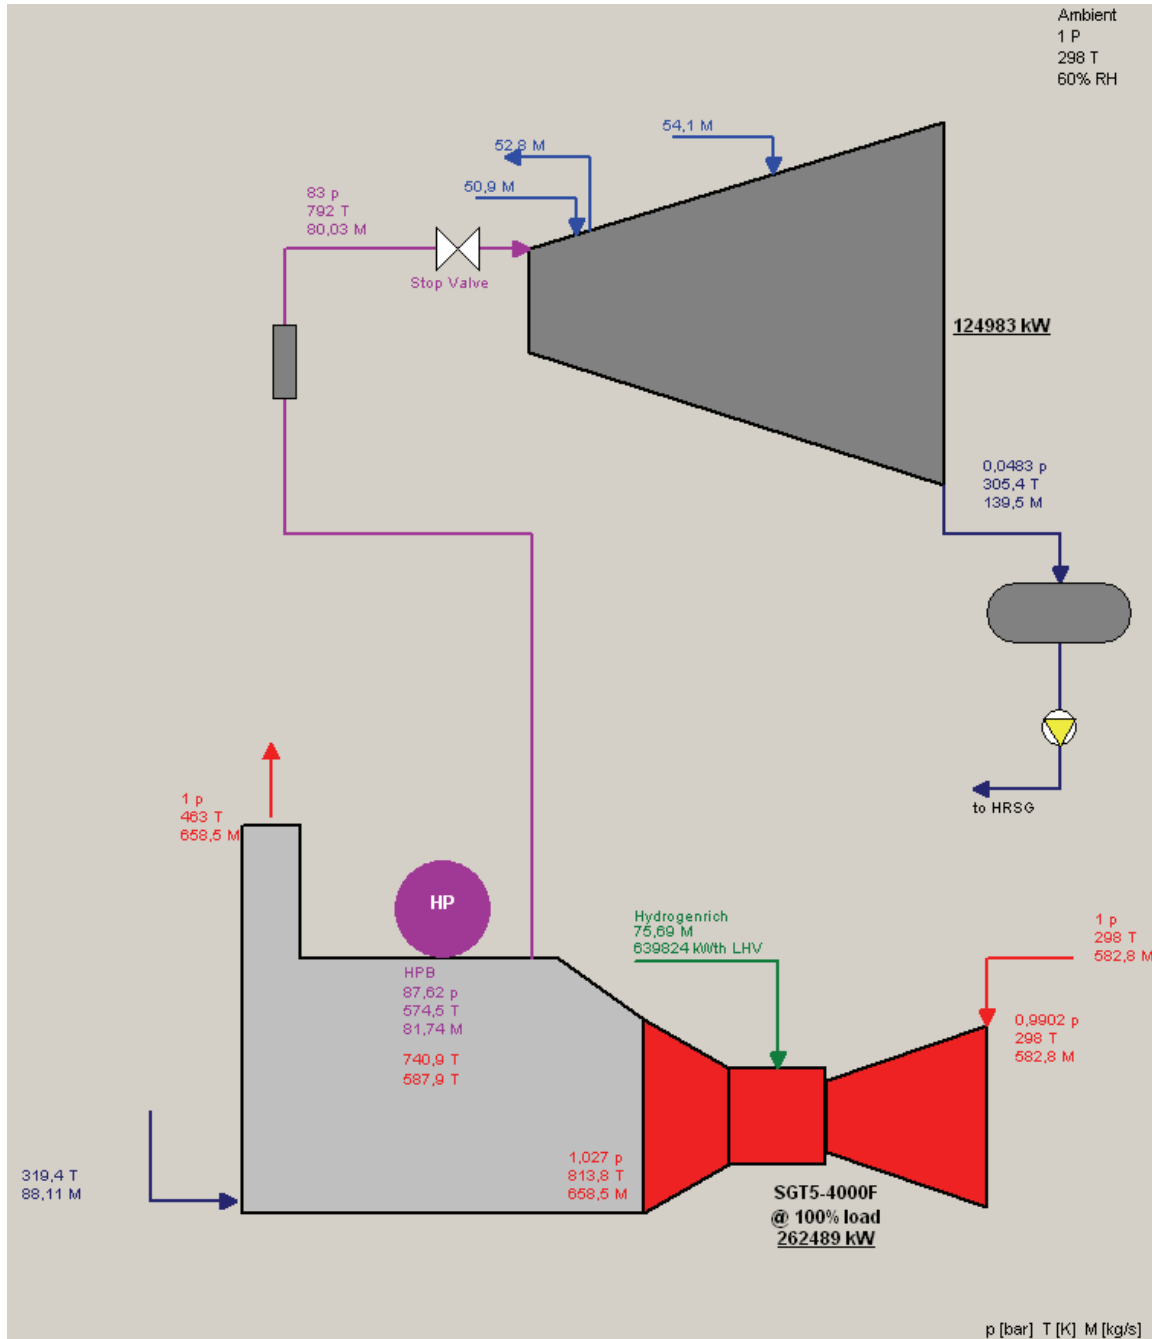 Ambient
1 P
298 T
60% RH
54,1 M
52,8 M
50,9 M
83 p
792 T
80,03 M
Stop Valve
124983 kW
0,0483 p
305,4 T
139,5 M
to HRSG
1 p
463 T
658,5 M
HP
HPB
87,62 p
574,5 T
81,74 M
740,9 T
587,9 T
Hydrogenrich
75,69 M
639824 kWth LHV
1 p
298 T
582,8 M
0,9902 p
298 T
582,8 M
1,027 p
813,8 T
658,5 M
319,4 T
88,11 M
SGT5-4000F
@ 100% load
262489 kW
p [bar] T [K] M [kg/s]